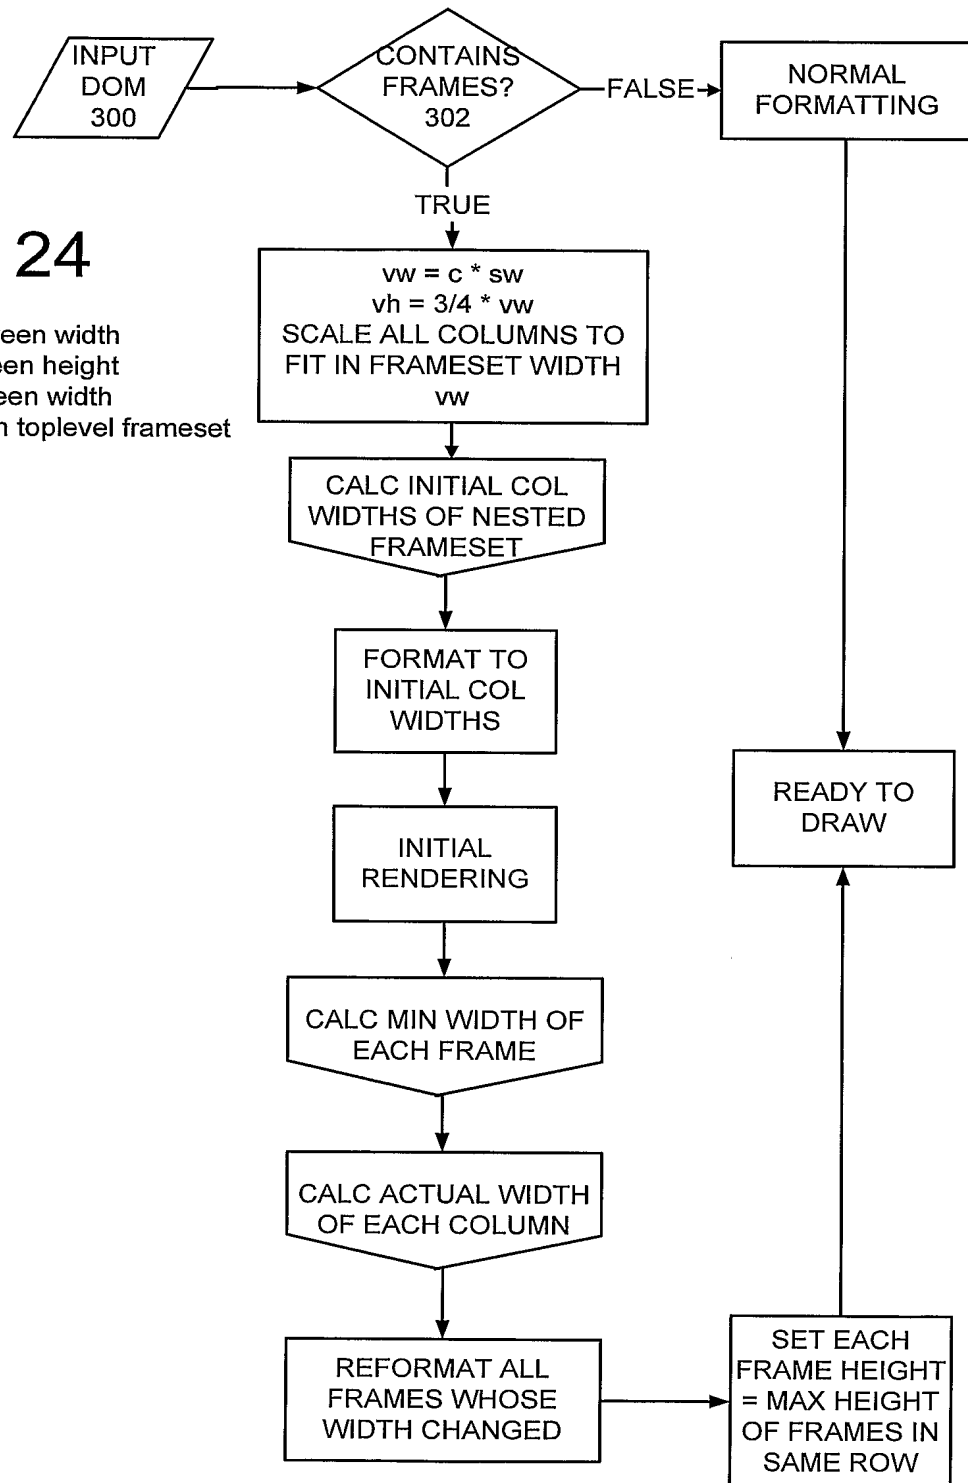 INPUT
DOM
300
CONTAINS
FRAMES?
302
FALSE
NORMAL
FORMATTING
TRUE
24
width
height
width
toplevel frameset
vw = c * sw
vh = 3/4 * vw
SCALE ALL COLUMNS TO
FIT IN FRAMESET WIDTH
vw
CALC INITIAL COL
WIDTHS OF NESTED
FRAMESET
FORMAT TO
INITIAL COL
WIDTHS
INITIAL
RENDERING
READY TO
DRAW
CALC MIN WIDTH OF
EACH FRAME
CALC ACTUAL WIDTH
OF EACH COLUMN
REFORMAT ALL
FRAMES WHOSE
WIDTH CHANGED
SET EACH
FRAME HEIGHT
= MAX HEIGHT
OF FRAMES IN
SAME ROW